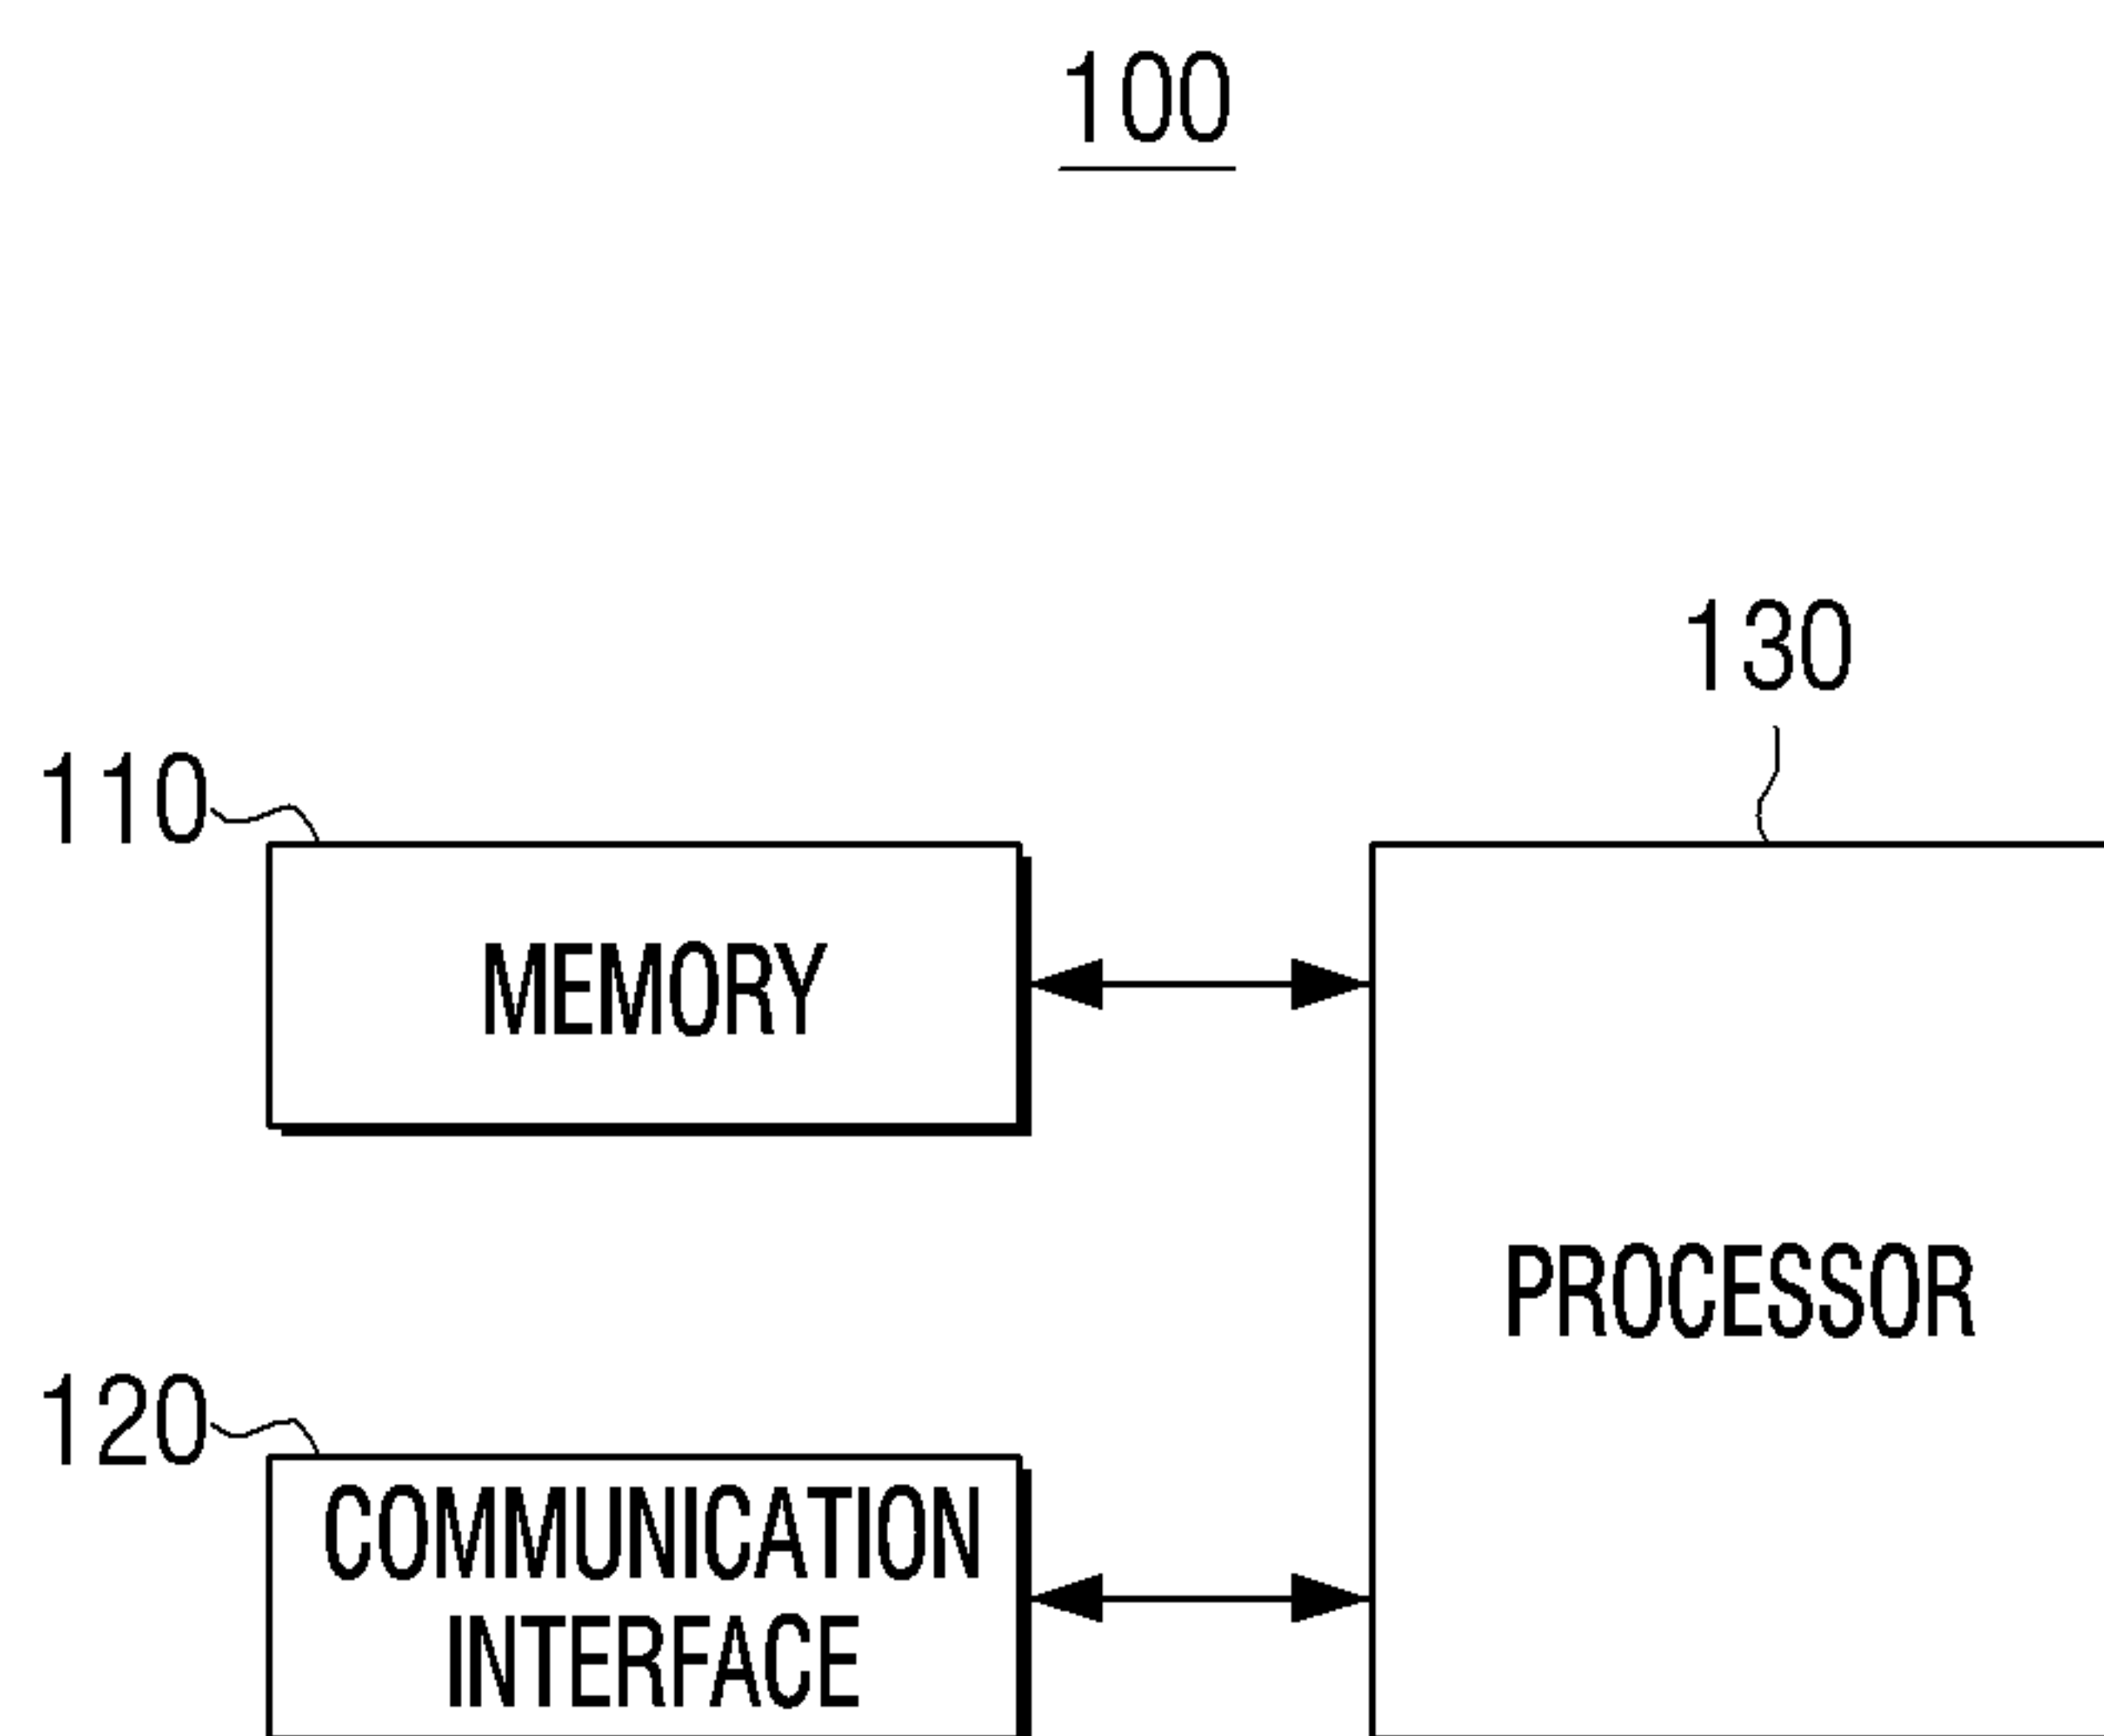 100
130
110
MEMORY
PROCESSOR
120
COMMUNICATION
INTERFACE